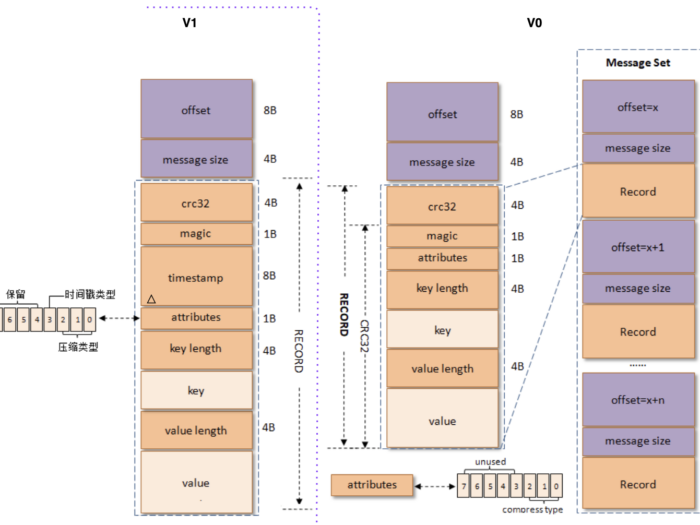 V1
offset
8B
message size
4B
crc32
4B
magic
1B
timestamp
8B
△
attributes
1B
key length
4B
key
value length
4B
value
RECORD
保留
时间戳类型
6 5 4 3 2 1 0
压缩类型
V0
offset
8B
message size
4B
crc32
4B
magic
1B
attributes
1B
key length
4B
key
value length
4B
value
RECORD
CRC32
attributes
unused
7 6 5 4 3 2 1 0
compress type
Message Set
offset=x
message size
Record
offset=x+1
message size
Record
......
offset=x+n
message size
Record